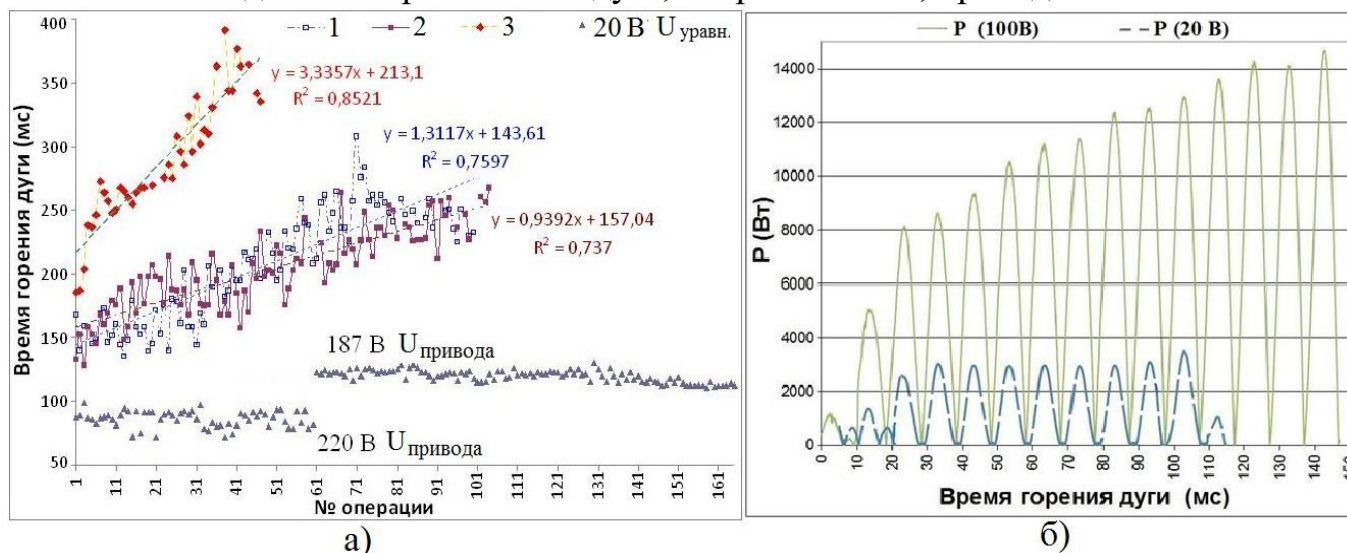 1 2 3 20 В U уравн.
400
350
300
250
200
150
100
50
Время горения дуги (мс)
y = 3,3357x + 213,1
R² = 0,8521
y = 1,3117x + 143,61
R² = 0,7597
y = 0,9392x + 157,04
R² = 0,737
187 В U привода
220 В U привода
1 11 21 31 41 51 61 71 81 91 101 111 121 131 141 151 161
№ операции
а)
P (100В) P (20 В)
14000
12000
10000
8000
6000
4000
2000
0
P (Вт)
0 10 20 30 40 50 60 70 80 90 100 110 120 130 140 150
Время горения дуги (мс)
б)